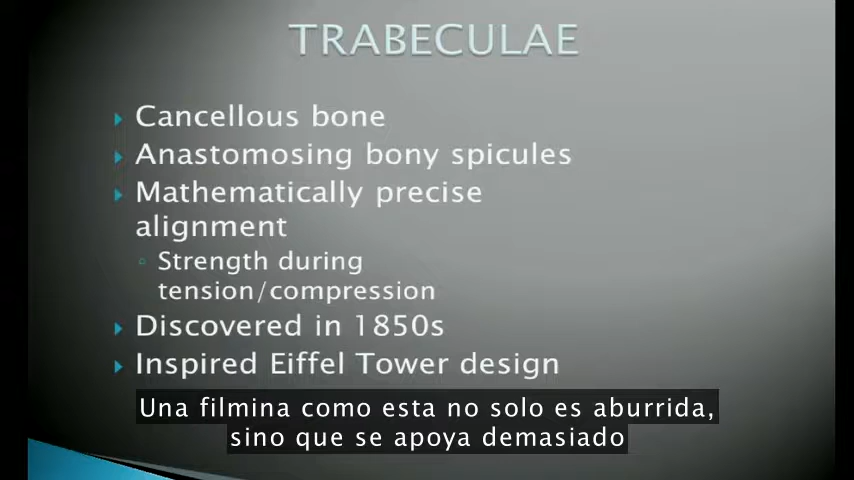 TRABECULAE
Cancellous bone
Anastomosing bony spicules
Mathematically precise
alignment
Strength during
tension/compression
Discovered in 1850s
Inspired Eiffel Tower design
Una filmina como esta no solo es aburrida,
sino que se apoya demasiado